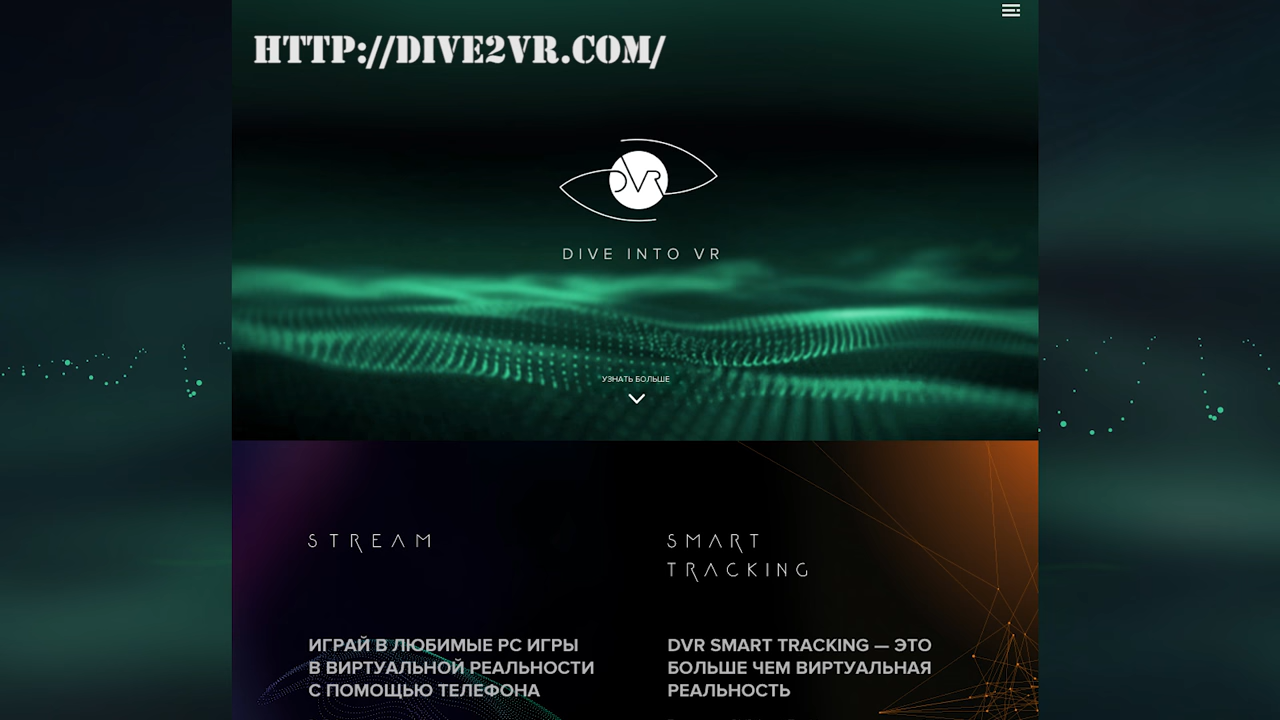 HTTP://DIVE2VR.COM/
DVR
DIVE INTO VR
УЗНАТЬ БОЛЬШЕ
STREAM
SMART
TRACKING
ИГРАЙ В ЛЮБИМЫЕ PC ИГРЫ
В ВИРТУАЛЬНОЙ РЕАЛЬНОСТИ
С ПОМОЩЬЮ ТЕЛЕФОНА
DVR SMART TRACKING — ЭТО
БОЛЬШЕ ЧЕМ ВИРТУАЛЬНАЯ
РЕАЛЬНОСТЬ